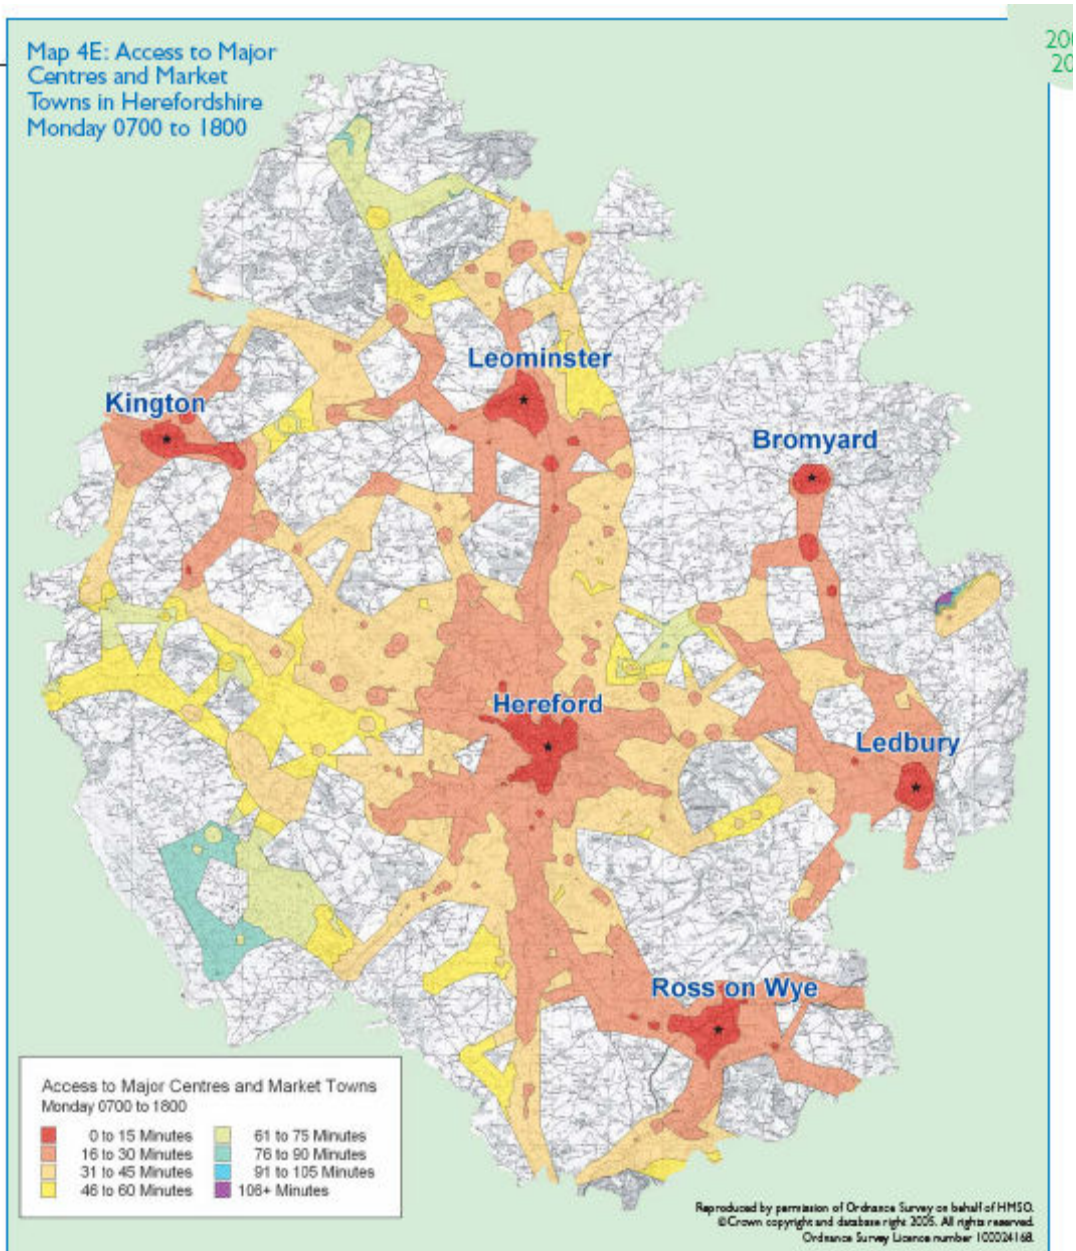 Map 4E: Access to Major
Centres and Market
Towns in Herefordshire
Monday 0700 to 1800
Leominster
Kington
Bromyard
Hereford
Ledbury
Ross on Wye
Access to Major Centres and Market Towns
Monday 0700 to 1800
0 to 15 Minutes
16 to 30 Minutes
31 to 45 Minutes
46 to 60 Minutes
61 to 75 Minutes
76 to 90 Minutes
91 to 105 Minutes
106+ Minutes
Reproduced by permission of Ordnance Survey on behalf of HMSO.
©Crown copyright and database right 2005. All rights reserved.
Ordnance Survey Licence number 100024168.